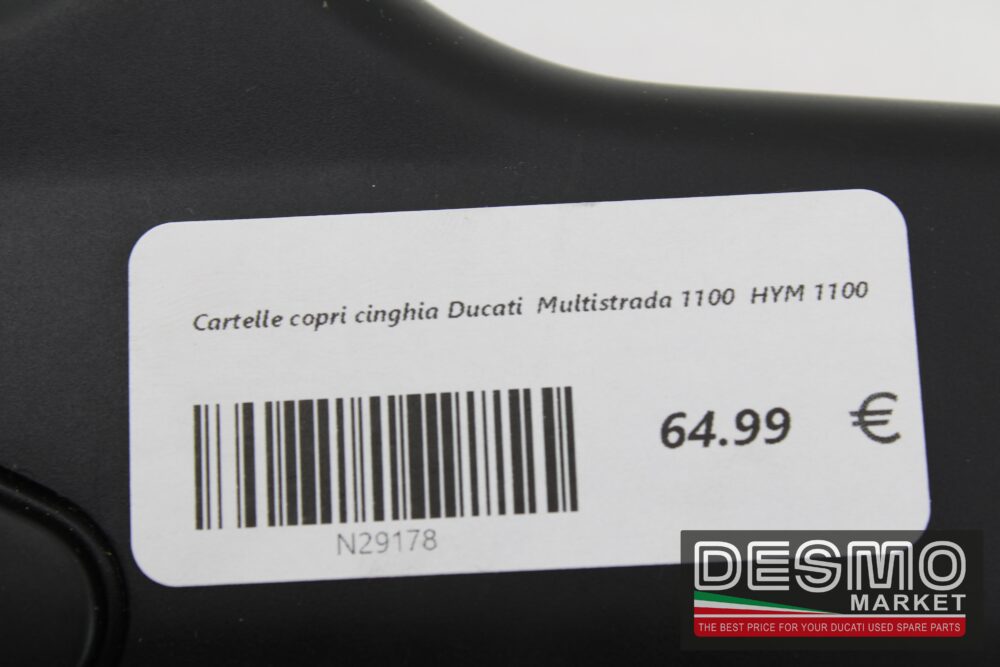 Cartelle copri cinghia Ducati  Multistrada 1100  HYM 1100
64.99 €
N29178
DESMO
MARKET
THE BEST PRICE FOR YOUR DUCATI USED SPARE PARTS